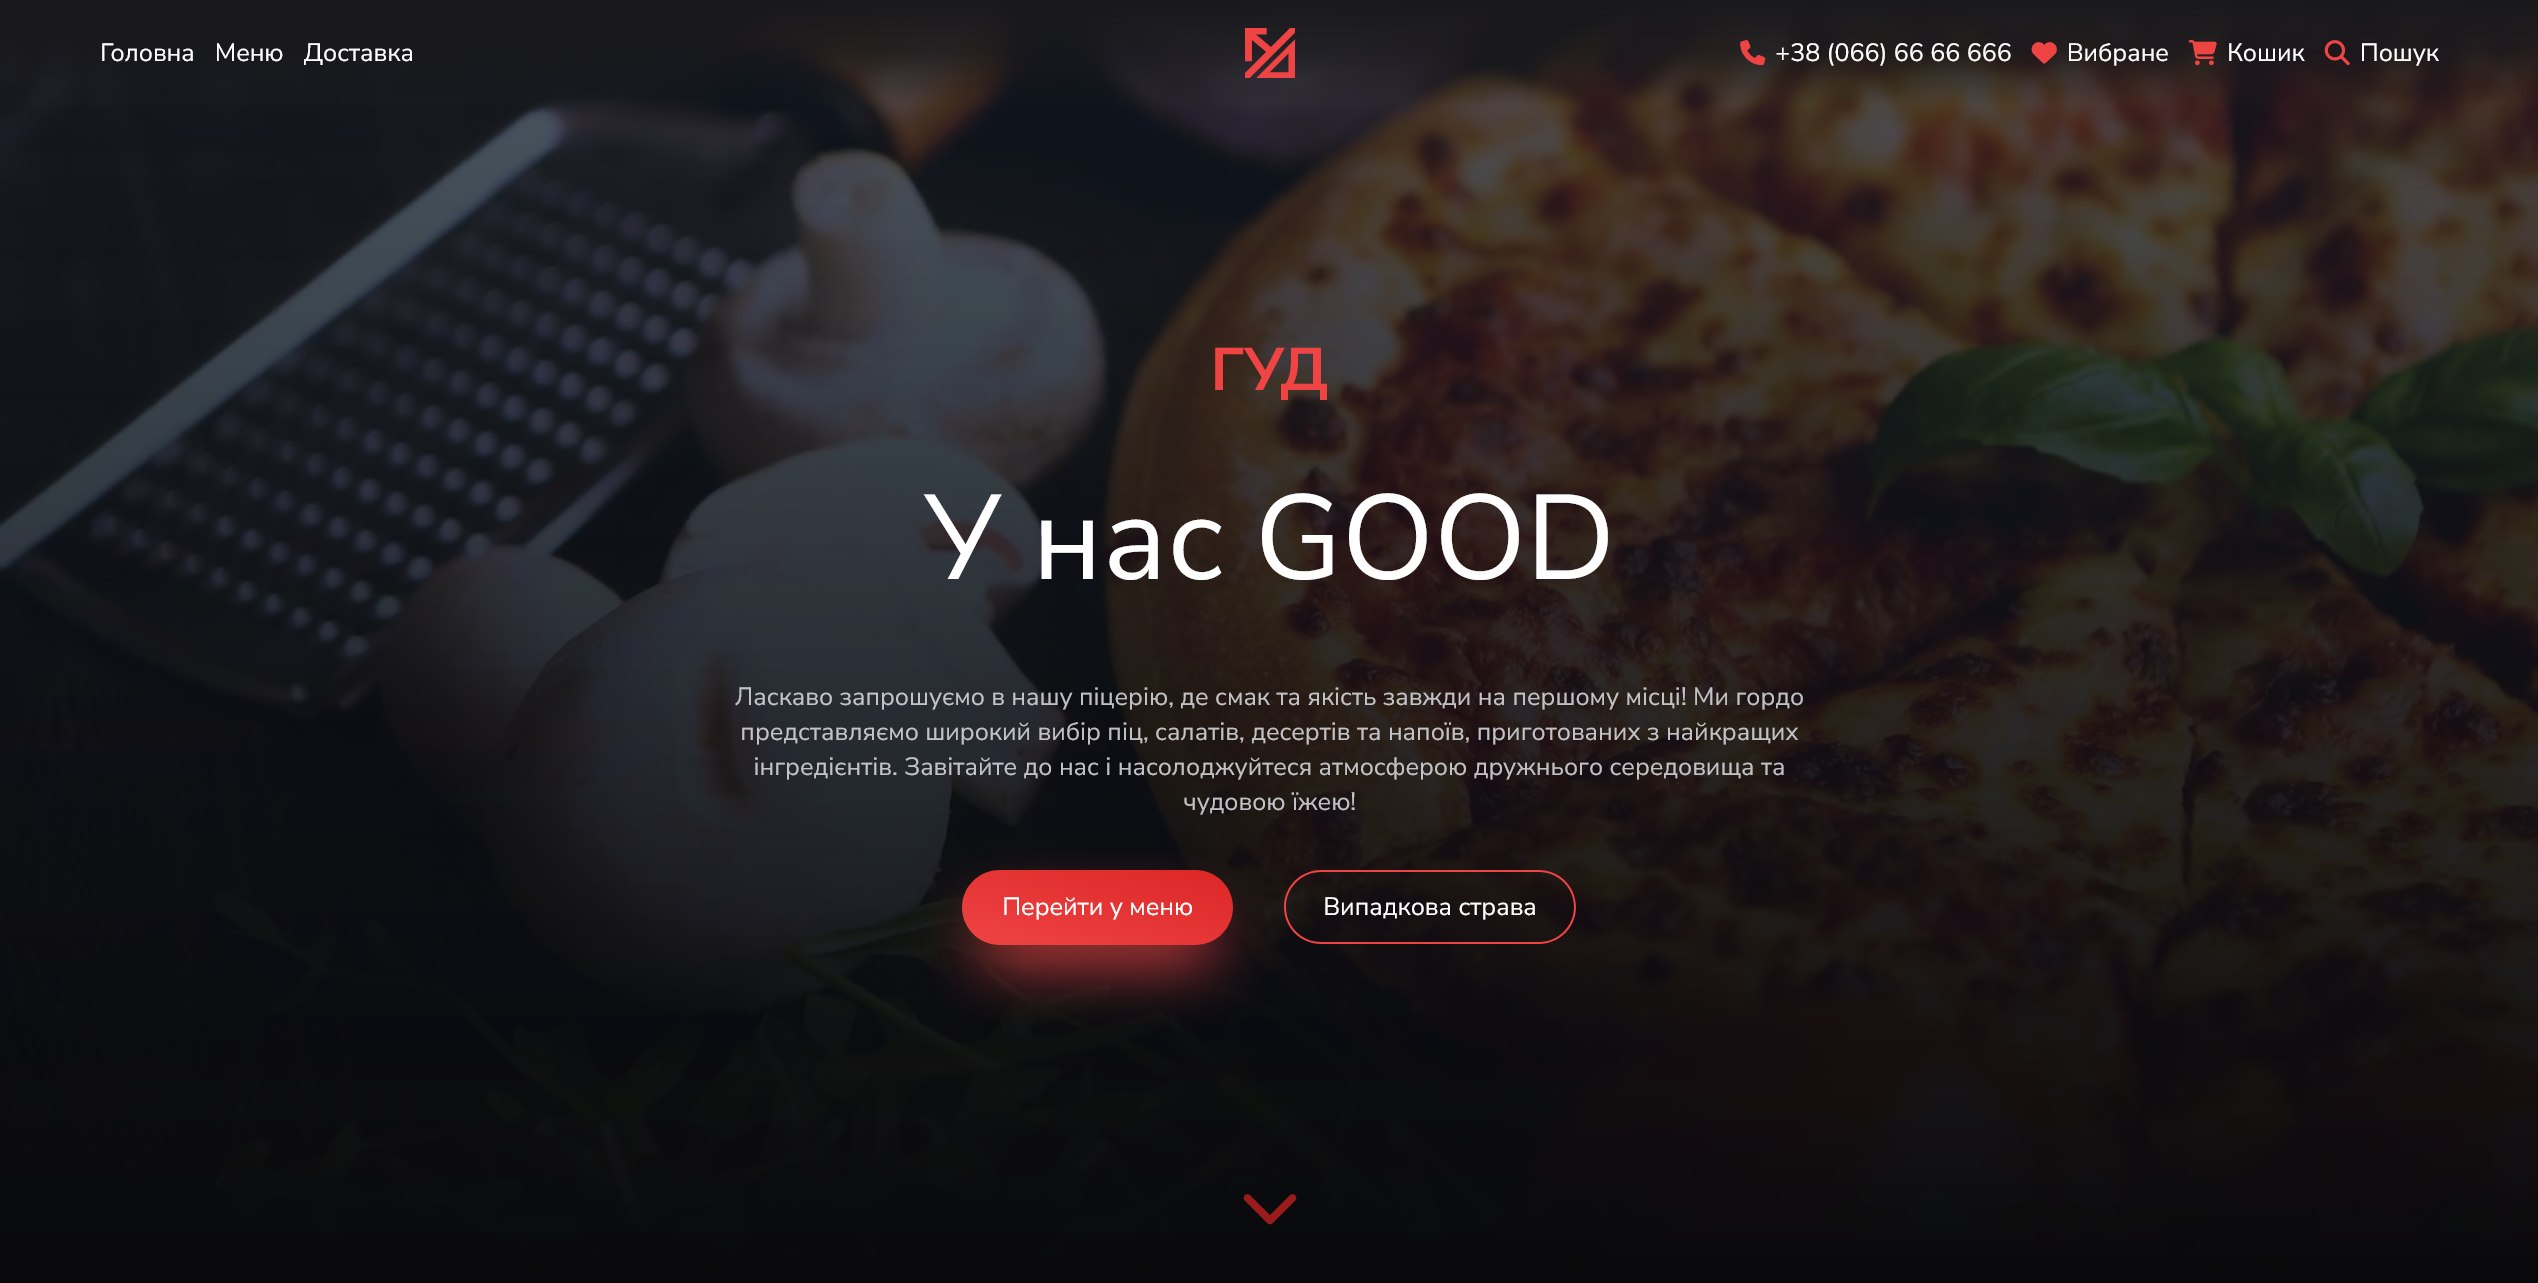 Головна Меню Доставка
+38 (066) 66 66 666 Вибране Кошик Пошук
ГУД
У нас GOOD
Ласкаво запрошуємо в нашу піцерію, де смак та якість завжди на першому місці! Ми гордо
представляємо широкий вибір піц, салатів, десертів та напоїв, приготованих з найкращих
інгредієнтів. Завітайте до нас і насолоджуйтеся атмосферою дружнього середовища та
чудовою їжею!
Перейти у меню
Випадкова страва